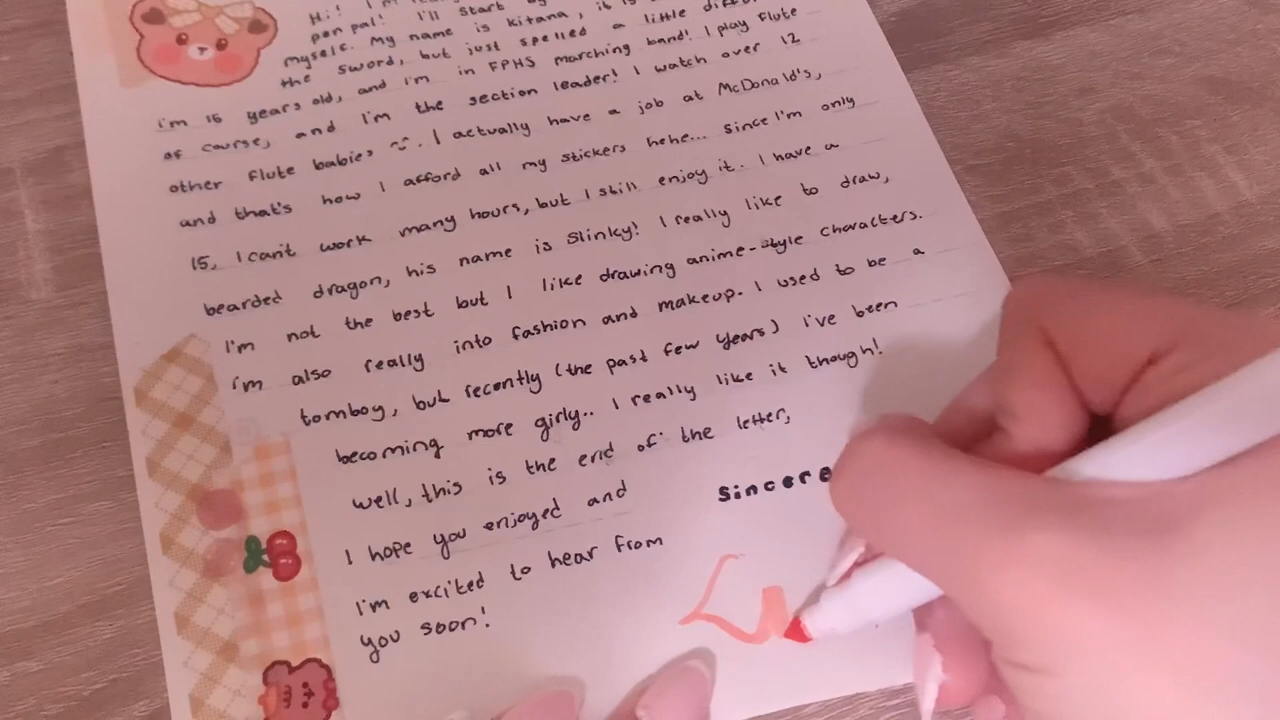 Hi! I'm
pen pal! I'll start
myself. My name is kitana, it is
the sword, but just spelled a little
i'm 15 years old, and i'm in FPHS marching band! I play flute
of course, and I'm the section leader! I watch over 12
other flute babies . I actually have a job at McDonald's,
and that's how I afford all my stickers hehe... since I'm only
15, I can't work many hours, but I still enjoy it. I have a
bearded dragon, his name is Slinky! I really like to draw,
I'm not the best but I like drawing anime-style characters.
i'm also really into fashion and makeup. I used to be a
tomboy, but recently (the past few years) i've been
becoming more girly.. I really like it though!
well, this is the end of the letter,
I hope you enjoyed and
I'm excited to hear from
you soon!
Sincere